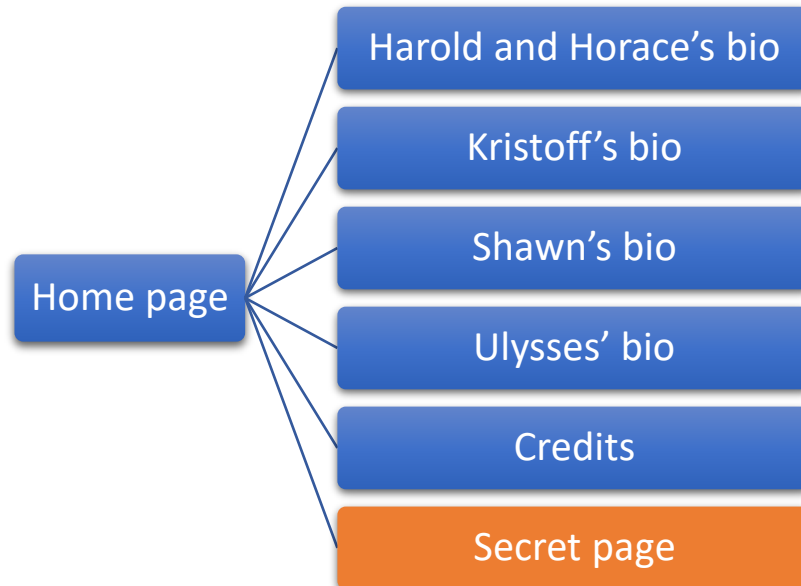 Harold and Horace’s bio
Kristoff’s bio
Shawn’s bio
Home page
Ulysses’ bio
Credits
Secret page